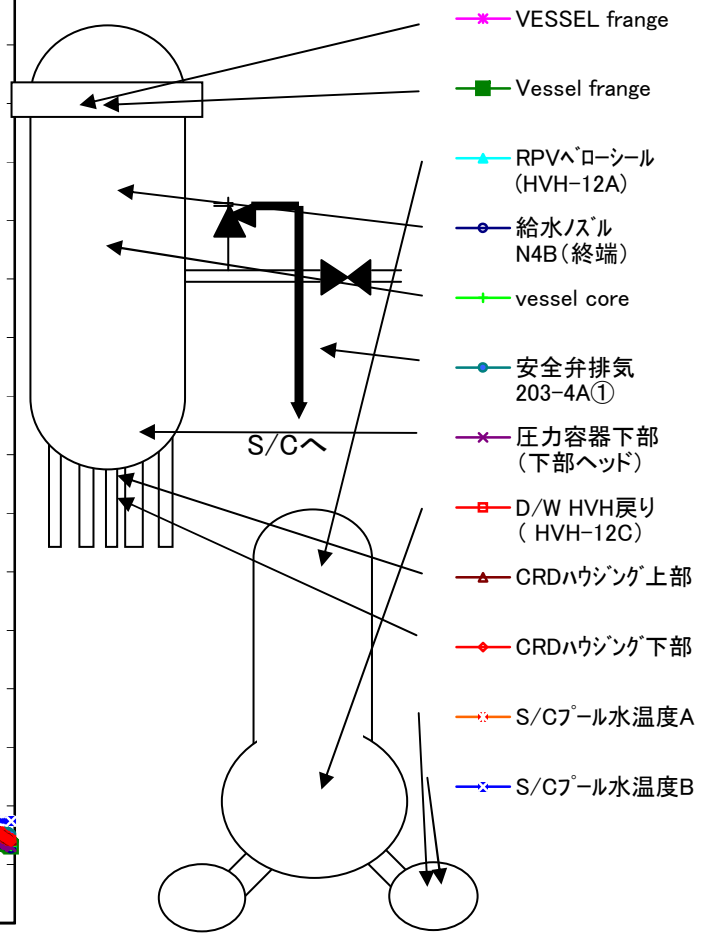 VESSEL frange
Vessel frange
RPVﾍﾞﾛｰｼｰﾙ
(HVH-12A)
給水ﾉｽﾞﾙ
N4B(終端)
vessel core
安全弁排気
203-4A①
圧力容器下部
(下部ヘッド)
D/W HVH戻り
( HVH-12C)
CRDﾊｳｼﾞﾝｸﾞ上部
CRDﾊｳｼﾞﾝｸﾞ下部
S/Cﾌﾟｰﾙ水温度A
S/Cﾌﾟｰﾙ水温度B
S/Cへ